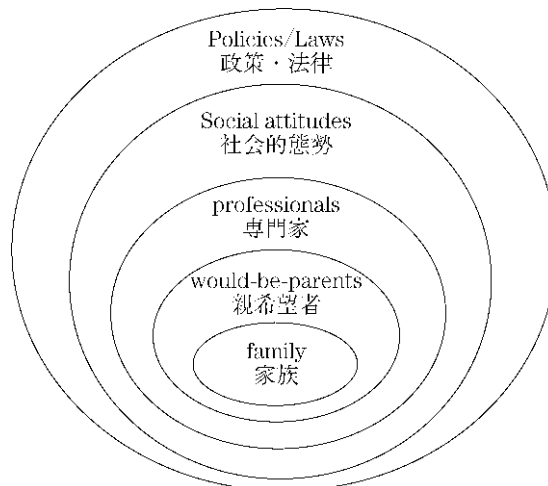 Policies/Laws
政策・法律
Social attitudes
社会的態勢
professionals
専門家
would-be-parents
親希望者
family
家族